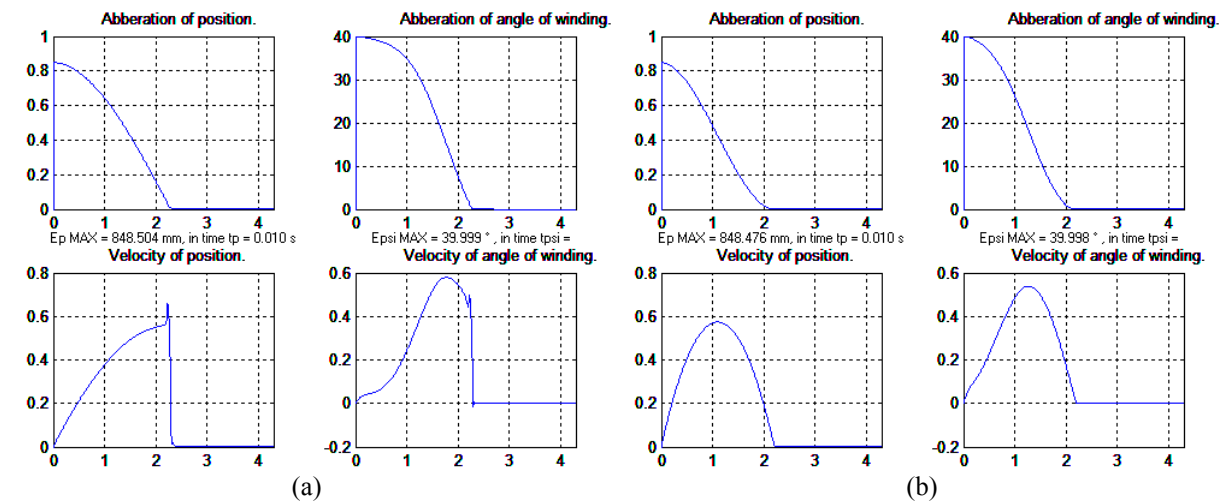 Abberation of position. Abberation of angle of winding. Abberation of position. Abberation of angle of winding.
1 40 1 40
0.8 30 0.8 30
0.6 0.6
0.4 20 0.4 20
0.2 10 0.2 10
0 0 0 0
0 1 2 3 4 0 1 2 3 4 0 1 2 3 4 0 1 2 3 4
Ep MAX = 848.504 mm, in time tp = 0.010 s Epsi MAX = 39.999 ° , in time tpsi = Ep MAX = 848.476 mm, in time tp = 0.010 s Epsi MAX = 39.998 ° , in time tpsi =
Velocity of position. Velocity of angle of winding. Velocity of position. Velocity of angle of winding.
0.8 0.6 0.8 0.6
0.6 0.4 0.6 0.4
0.4 0.2 0.4 0.2
0.2 0 0.2 0
0 -0.2 0 -0.2
0 1 2 3 4 0 1 2 3 4 0 1 2 3 4 0 1 2 3 4
(a) (b)